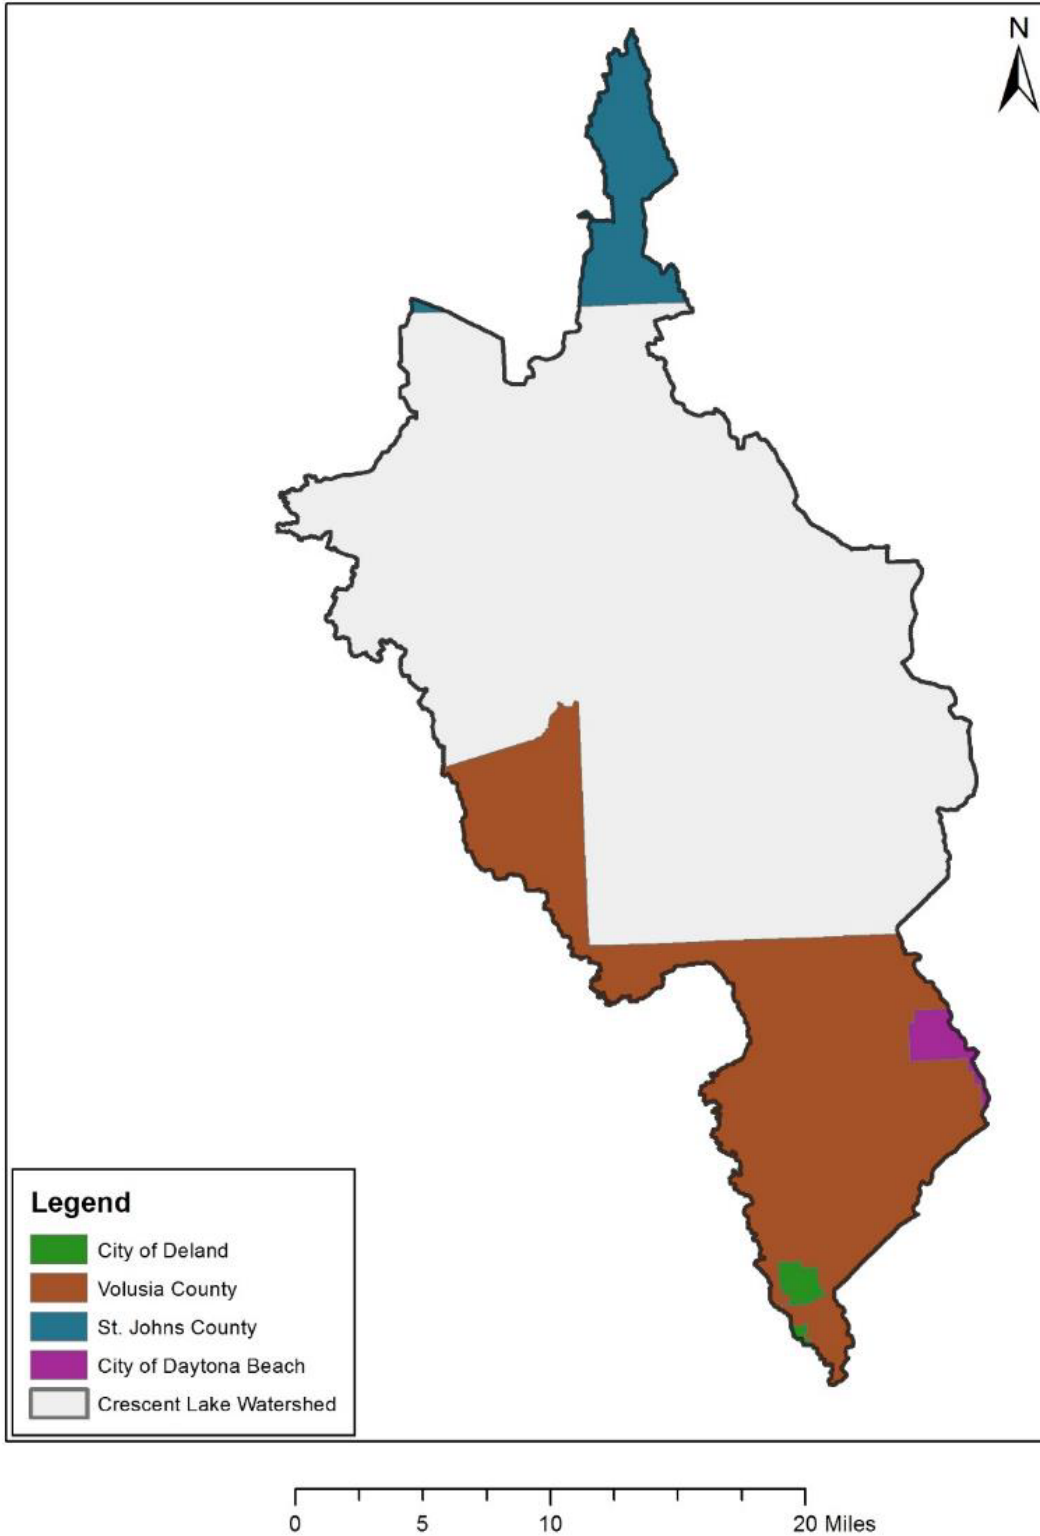 N
Legend
City of Deland
Volusia County
St. Johns County
City of Daytona Beach
Crescent Lake Watershed
0 5 10 20 Miles